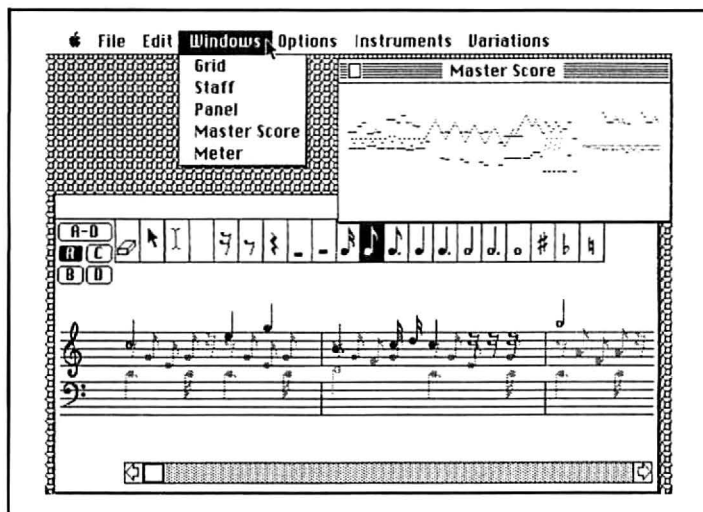 File Edit Windows Options Instruments Variations
Grid
Staff
Panel
Master Score
Meter
Master Score
A-D
A C
B D